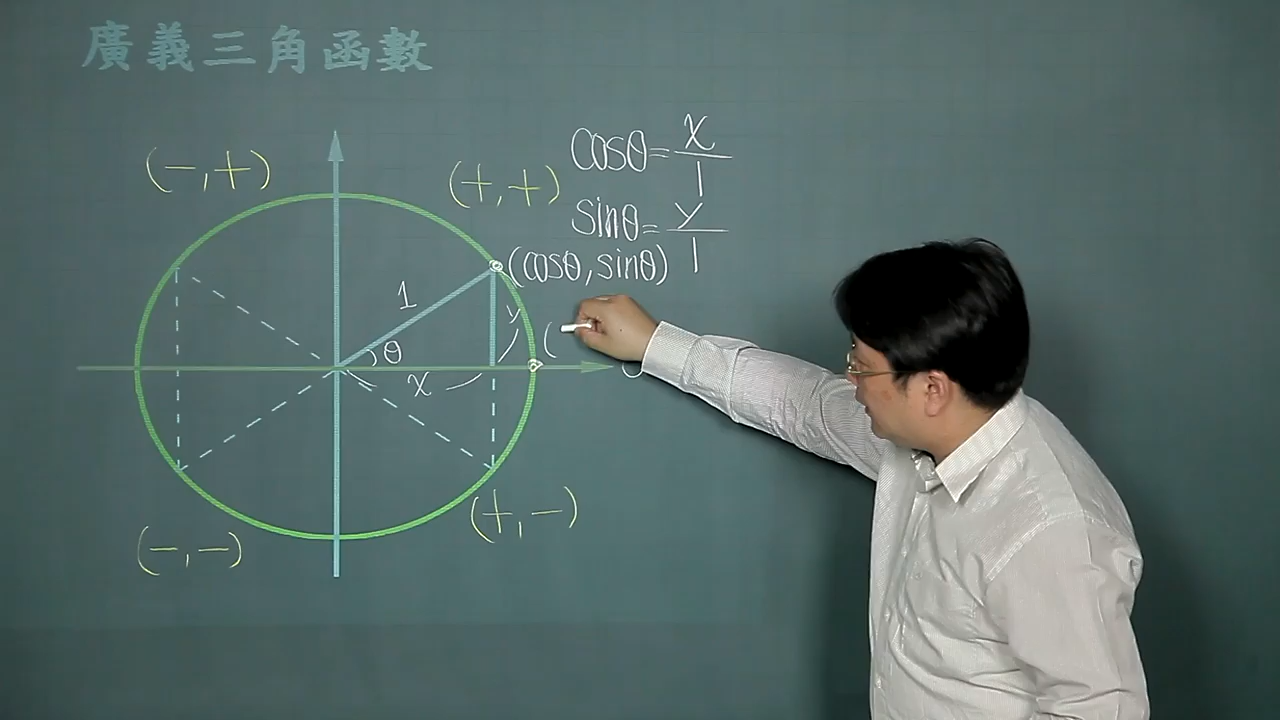 廣義三角函數
(-,+)
(+,+)
cosθ=x/1
sinθ=y/1
(cosθ,sinθ)
1
y
θ
(
x
(+,-)
(-,-)